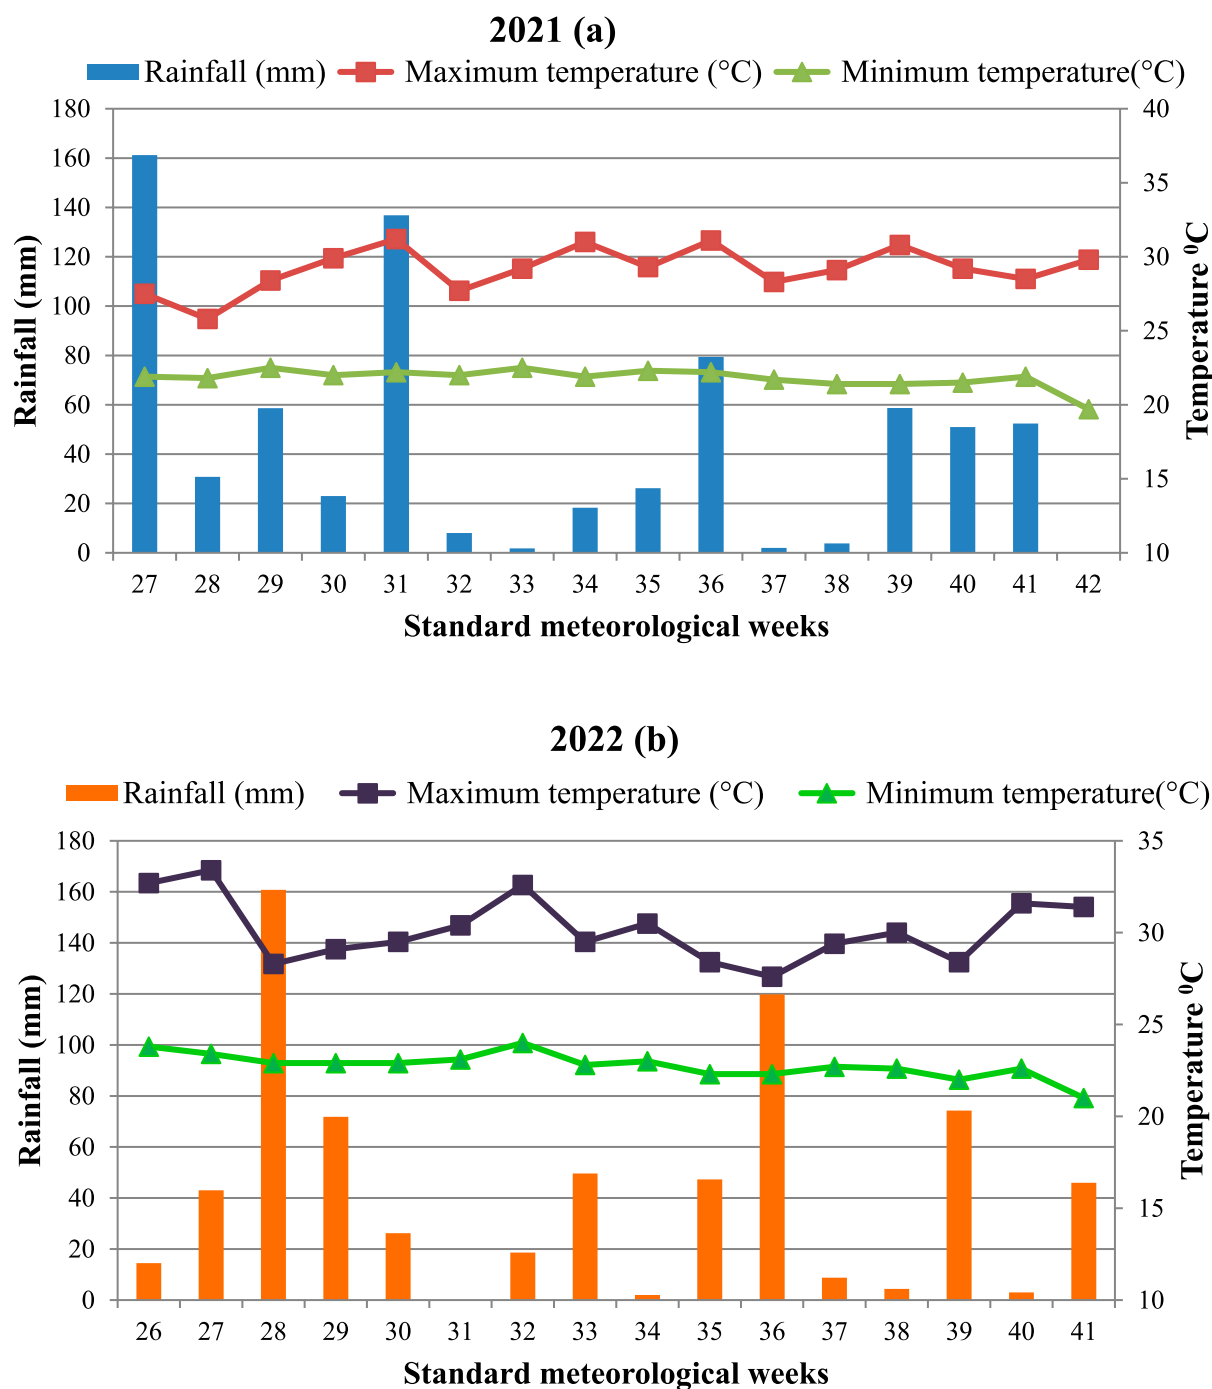 2021 (a)
Rainfall (mm) Maximum temperature (°C) Minimum temperature(°C)
180 40
160
35
140
120 30
100
25
80
60 20
40
15
20
0 10
Rainfall (mm)
Temperature ⁰C
27 28 29 30 31 32 33 34 35 36 37 38 39 40 41 42
Standard meteorological weeks
2022 (b)
Rainfall (mm) Maximum temperature (°C) Minimum temperature(°C)
180 35
160
140 30
120
100 25
80
60 20
40 15
20
0 10
Rainfall (mm)
Temperature ⁰C
26 27 28 29 30 31 32 33 34 35 36 37 38 39 40 41
Standard meteorological weeks